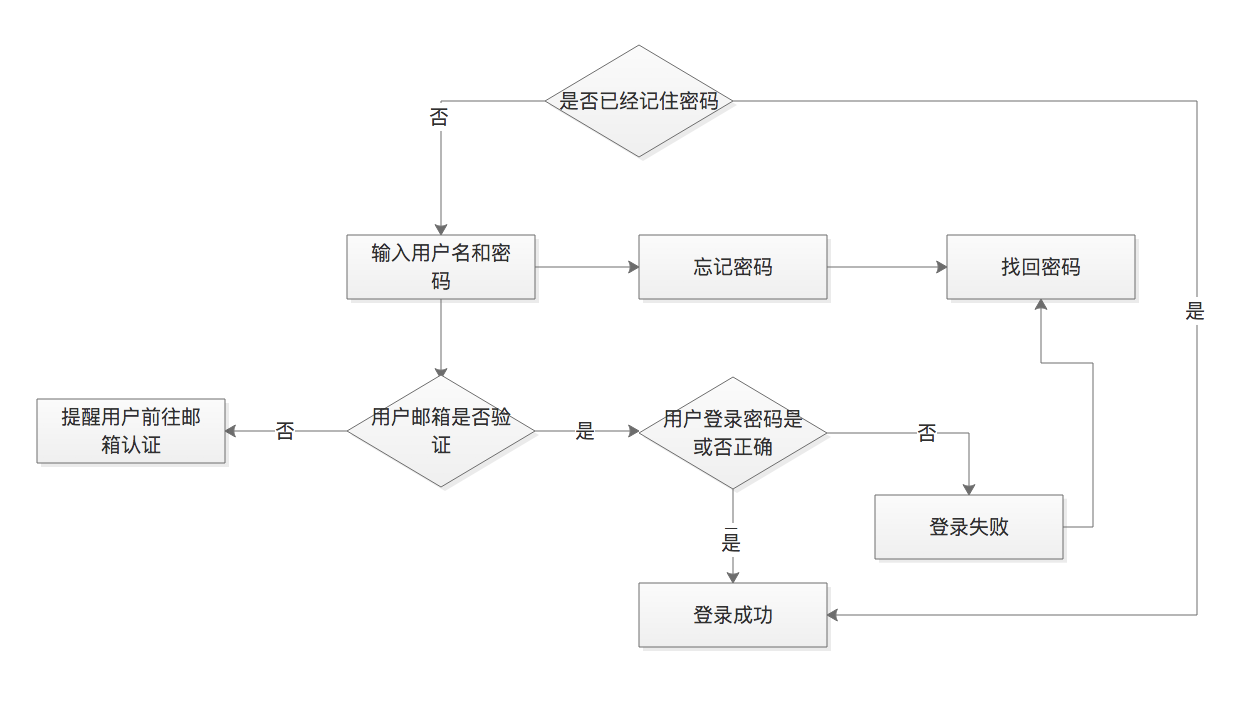 是否已经记住密码
否
输入用户名和密
码
忘记密码
找回密码
是
提醒用户前往邮
箱认证
否
用户邮箱是否验
证
是
用户登录密码是
或否正确
否
登录失败
是
登录成功